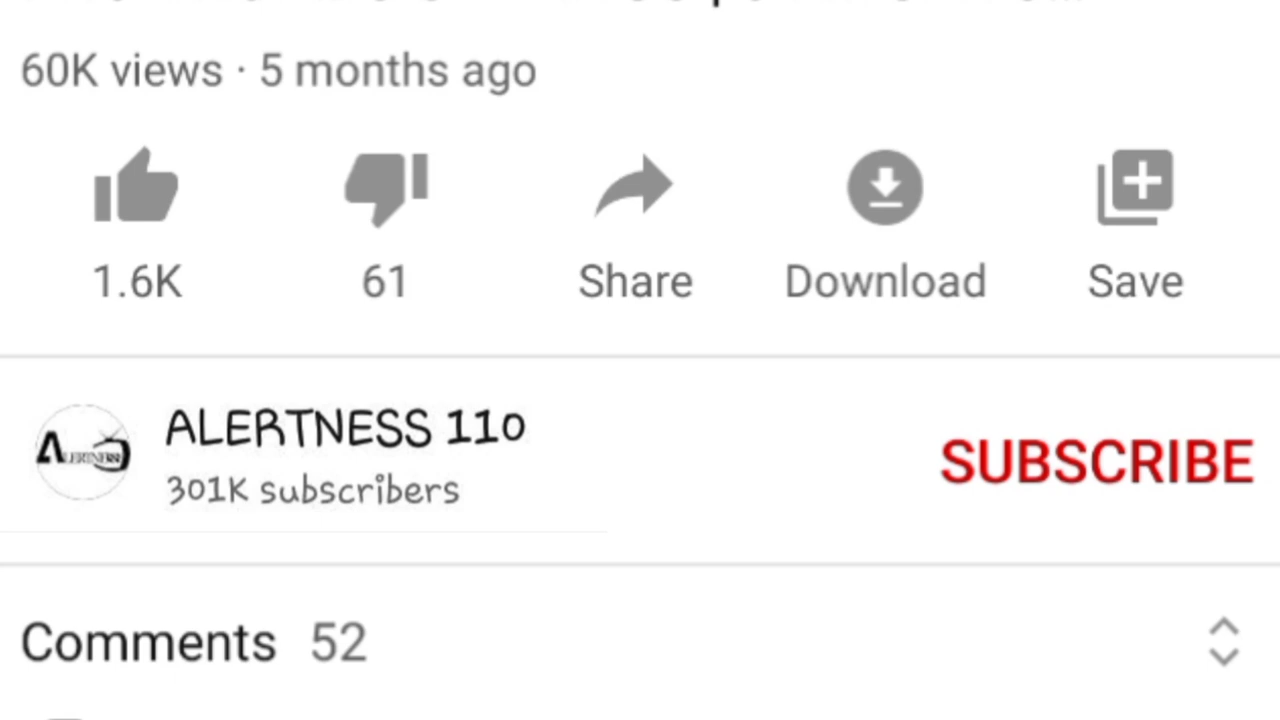 60K views · 5 months ago
1.6K 61 Share Download Save
ALERTNESS 110
301K subscribers
SUBSCRIBE
Comments 52